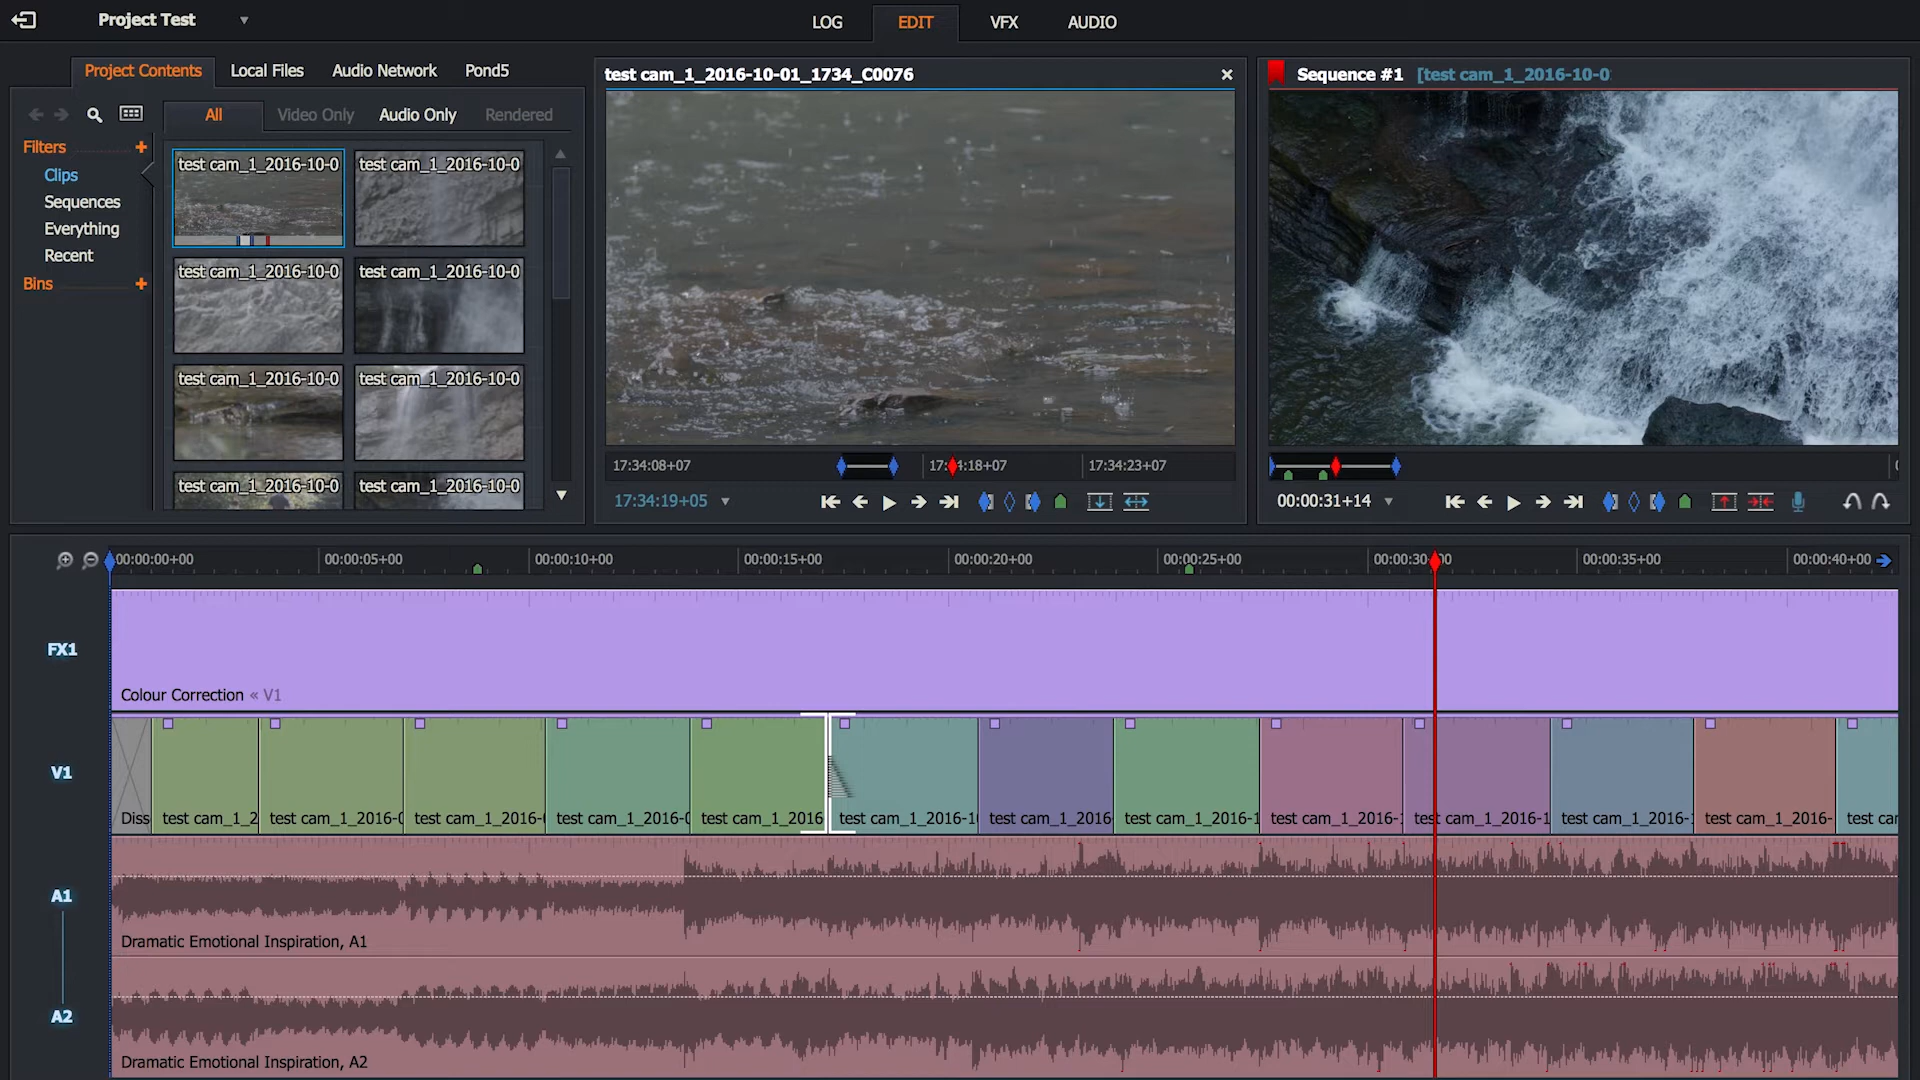 Project Test
LOG EDIT VFX AUDIO
Project Contents Local Files Audio Network Pond5
All Video Only Audio Only Rendered
Filters
Clips
Sequences
Everything
Recent
Bins
test cam_1_2016-10-0 test cam_1_2016-10-0
test cam_1_2016-10-0 test cam_1_2016-10-0
test cam_1_2016-10-0 test cam_1_2016-10-0
test cam_1_2016-10-0 test cam_1_2016-10-0
test cam_1_2016-10-01_1734_C0076
17:34:08+07 17:34:18+07 17:34:23+07
17:34:19+05
Sequence #1 [test cam_1_2016-10-0
00:00:31+14
00:00:00+00 00:00:05+00 00:00:10+00 00:00:15+00 00:00:20+00 00:00:25+00 00:00:30+00 00:00:35+00 00:00:40+00
FX1
Colour Correction « V1
V1
Diss test cam_1_2 test cam_1_2016-0 test cam_1_2016-0 test cam_1_2016-0 test cam_1_2016 test cam_1_2016-10 test cam_1_2016 test cam_1_2016-1 test cam_1_2016- test cam_1_2016-1 test cam_1_2016- test cam_1_2016- test can
A1
Dramatic Emotional Inspiration, A1
A2
Dramatic Emotional Inspiration, A2